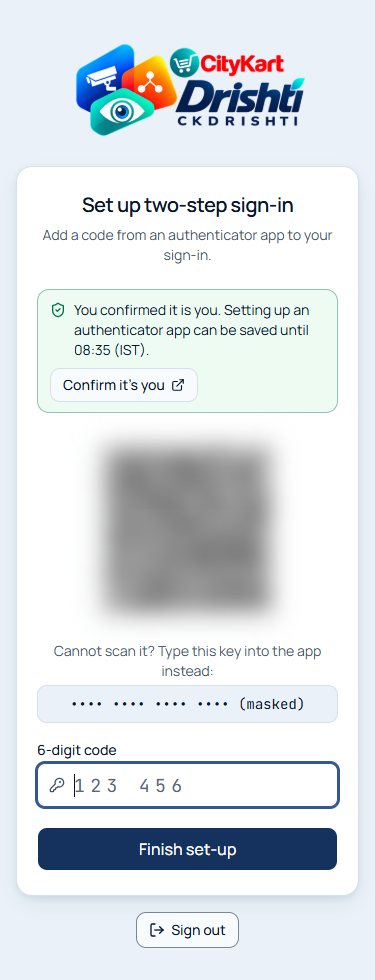 CityKart
Drishti
CKDRISHTI
Set up two-step sign-in
Add a code from an authenticator app to your
sign-in.
You confirmed it is you. Setting up an
authenticator app can be saved until
08:35 (IST).
Confirm it's you
Cannot scan it? Type this key into the app
instead:
•••• •••• •••• •••• (masked)
6-digit code
123 456
Finish set-up
Sign out